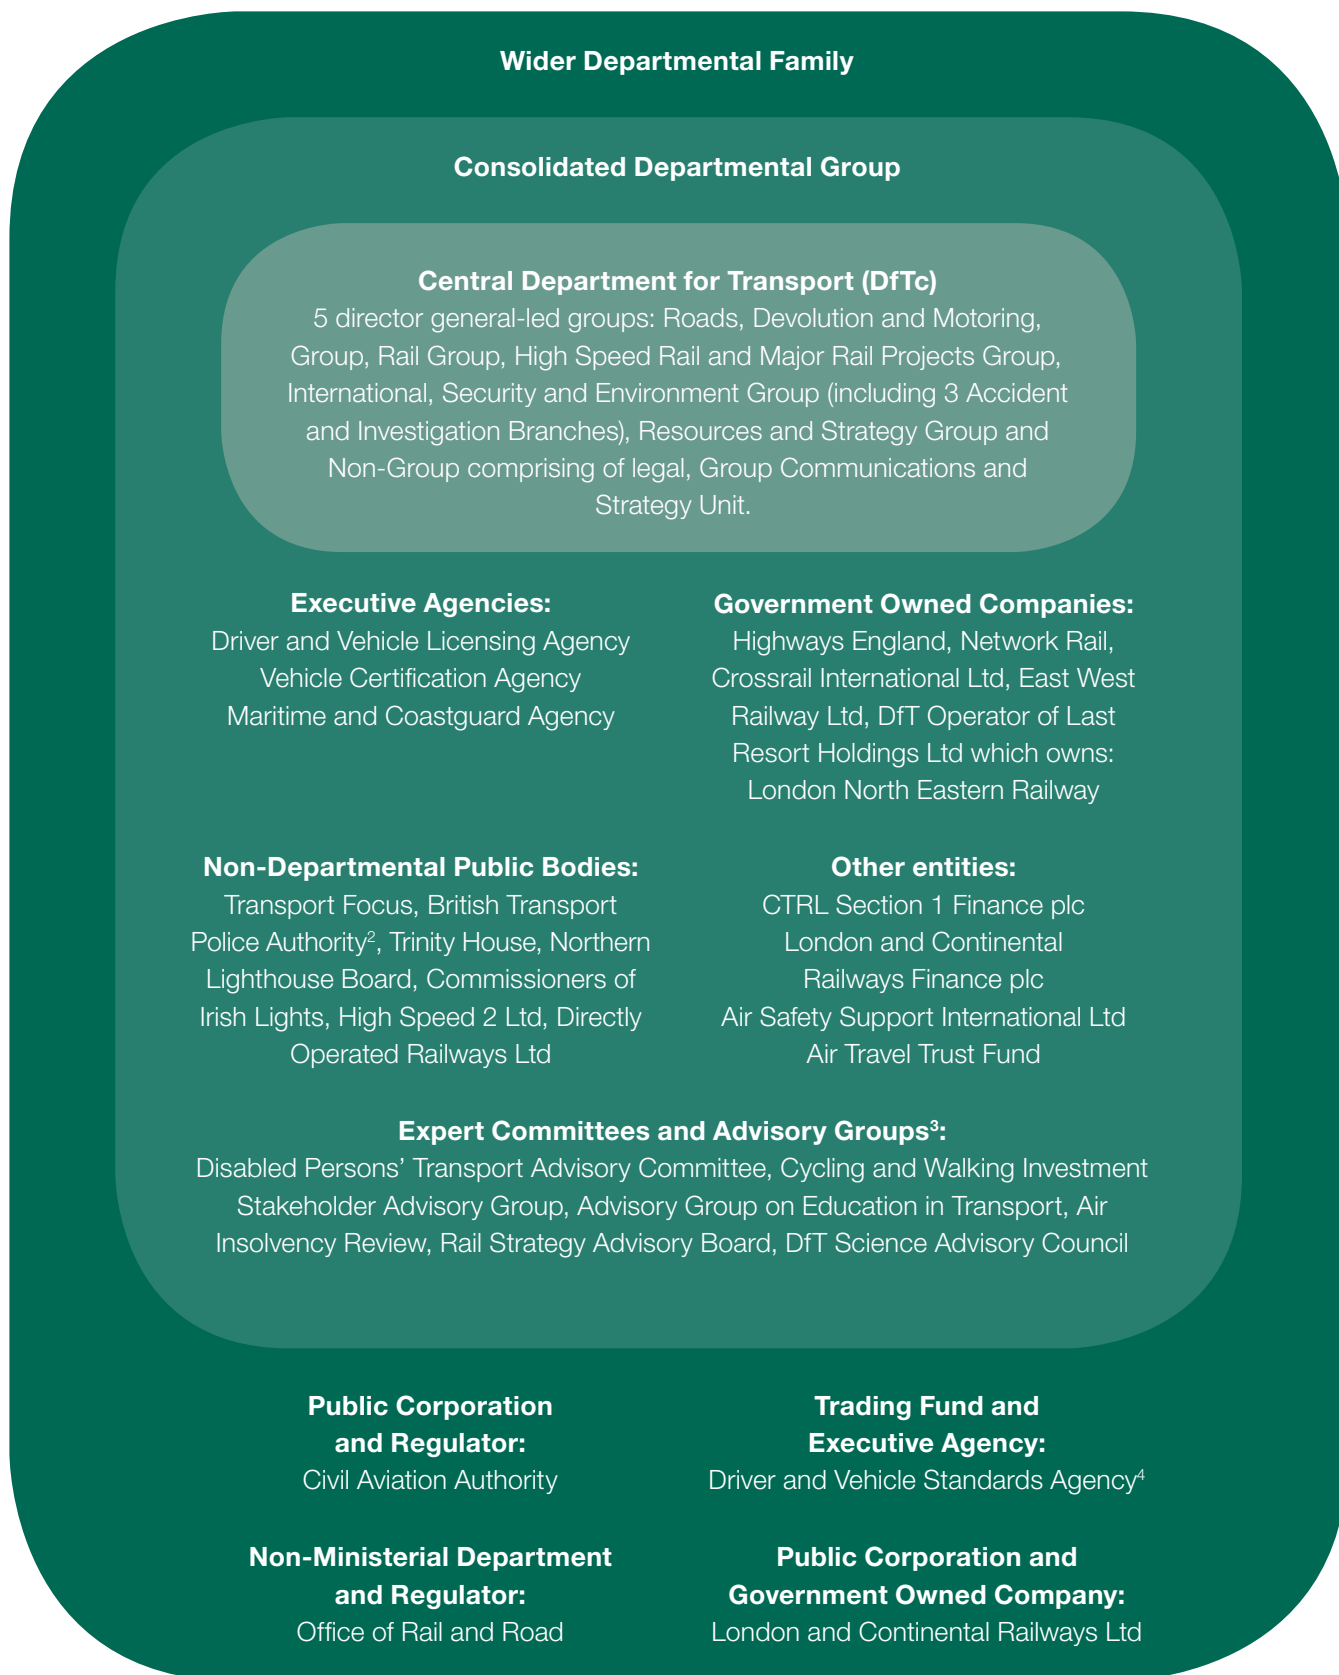 Wider Departmental Family
Consolidated Departmental Group
Central Department for Transport (DfTc)
5 director general-led groups: Roads, Devolution and Motoring,
Group, Rail Group, High Speed Rail and Major Rail Projects Group,
International, Security and Environment Group (including 3 Accident
and Investigation Branches), Resources and Strategy Group and
Non-Group comprising of legal, Group Communications and
Strategy Unit.
Executive Agencies:
Driver and Vehicle Licensing Agency
Vehicle Certification Agency
Maritime and Coastguard Agency
Government Owned Companies:
Highways England, Network Rail,
Crossrail International Ltd, East West
Railway Ltd, DfT Operator of Last
Resort Holdings Ltd which owns:
London North Eastern Railway
Non-Departmental Public Bodies:
Transport Focus, British Transport
Police Authority², Trinity House, Northern
Lighthouse Board, Commissioners of
Irish Lights, High Speed 2 Ltd, Directly
Operated Railways Ltd
Other entities:
CTRL Section 1 Finance plc
London and Continental
Railways Finance plc
Air Safety Support International Ltd
Air Travel Trust Fund
Expert Committees and Advisory Groups³:
Disabled Persons’ Transport Advisory Committee, Cycling and Walking Investment
Stakeholder Advisory Group, Advisory Group on Education in Transport, Air
Insolvency Review, Rail Strategy Advisory Board, DfT Science Advisory Council
Public Corporation
and Regulator:
Civil Aviation Authority
Trading Fund and
Executive Agency:
Driver and Vehicle Standards Agency⁴
Non-Ministerial Department
and Regulator:
Office of Rail and Road
Public Corporation and
Government Owned Company:
London and Continental Railways Ltd